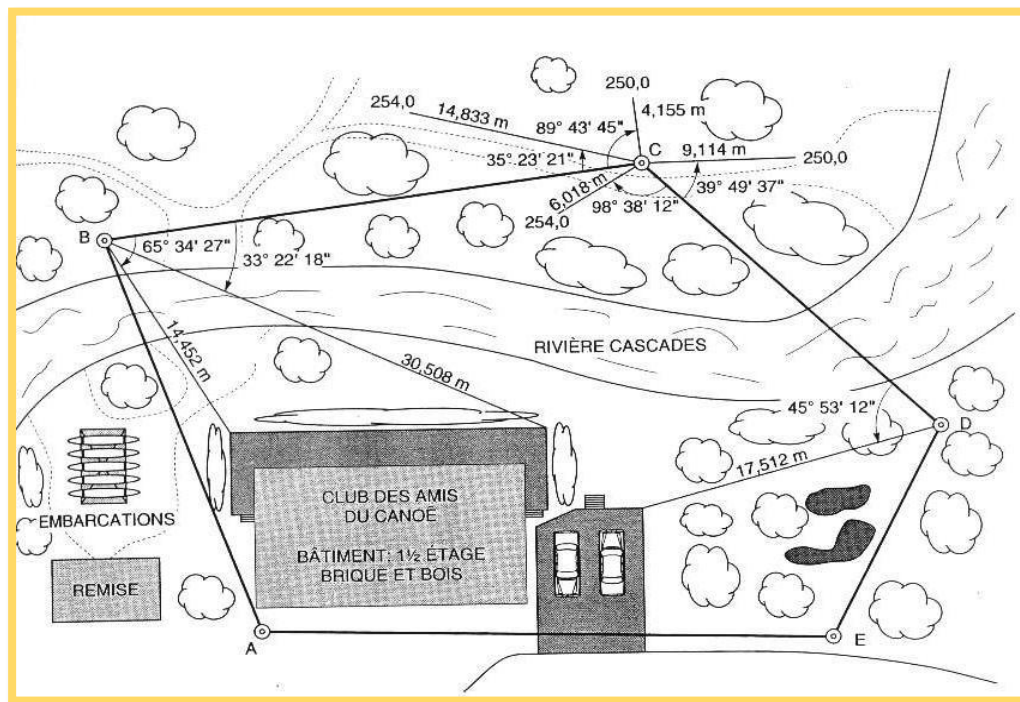 250,0
254,0
14,833 m
4,155 m
89° 43' 45"
C
9,114 m
250,0
35° 23' 21"
6,018 m
39° 49' 37"
98° 38' 12"
254,0
B
65° 34' 27"
33° 22' 18"
14,452 m
30,508 m
RIVIÈRE CASCADES
45° 53' 12"
D
17,512 m
CLUB DES AMIS
DU CANOË
EMBARCATIONS
BÂTIMENT: 1½ ÉTAGE
BRIQUE ET BOIS
REMISE
A
E